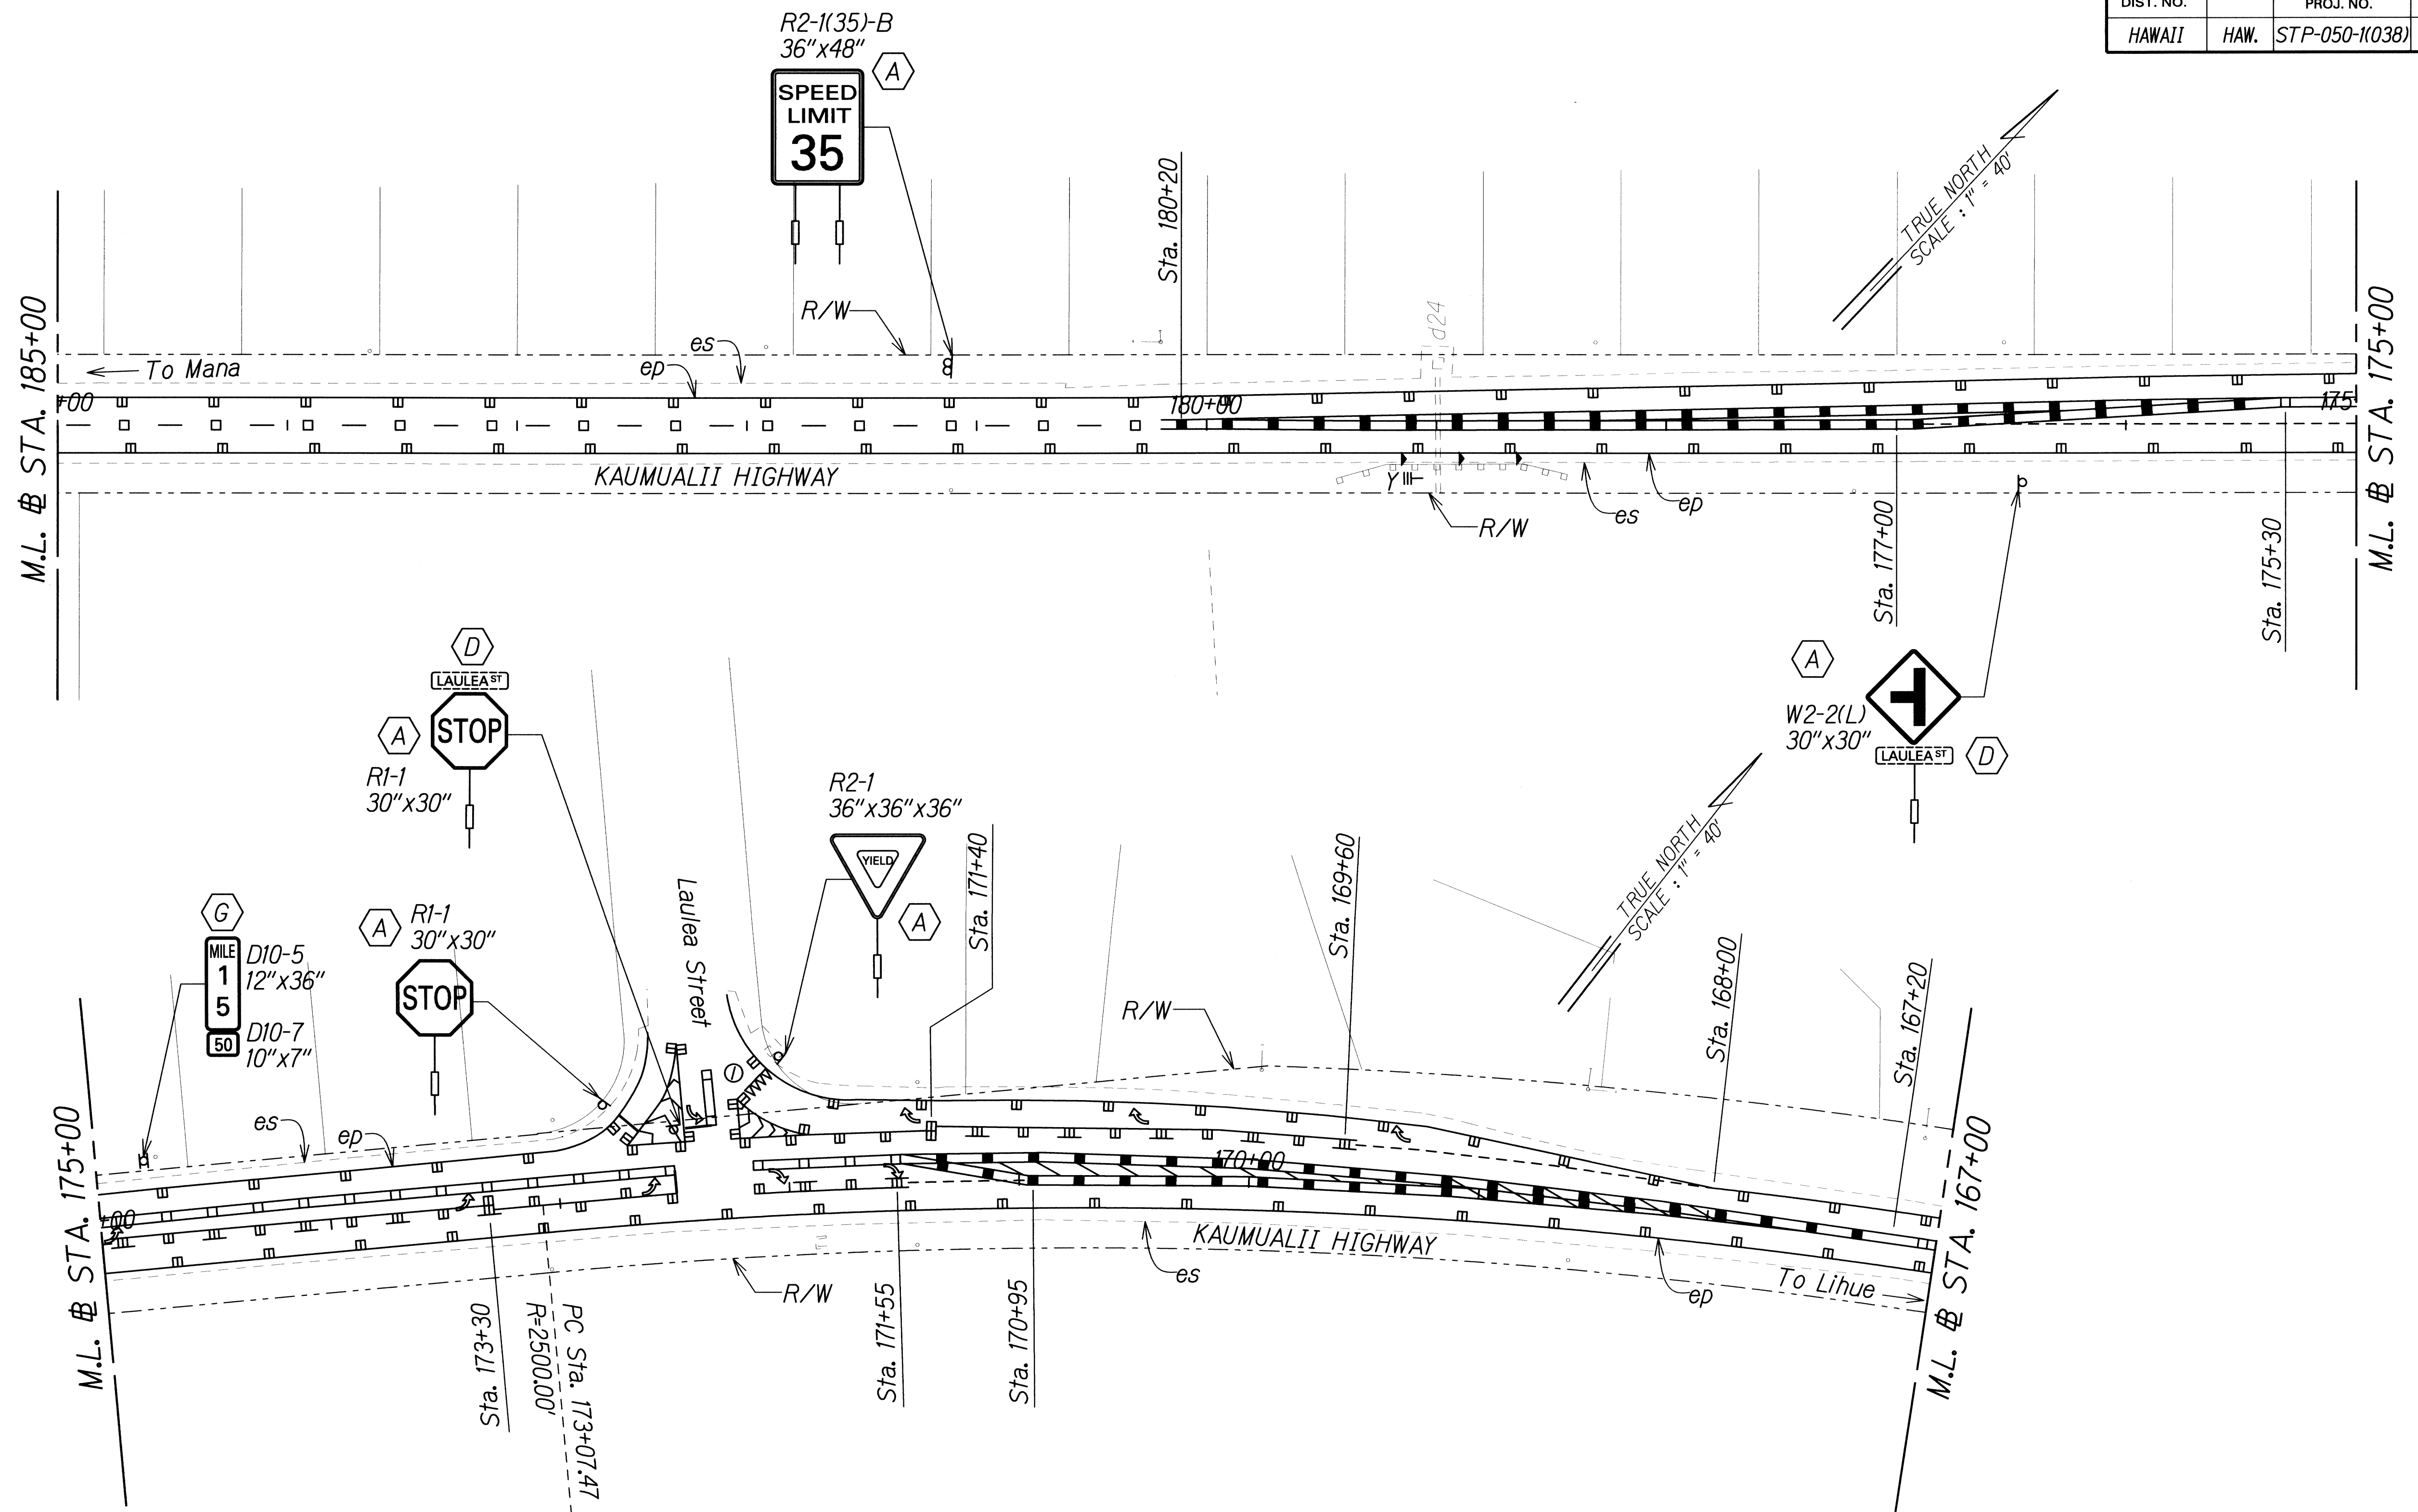 DIST. NO.
PROJ. NO.
HAWAII
HAW.
STP-050-1(038)
R2-1(35)-B
36"x48"
A
SPEED
LIMIT
35
Sta. 180+20
TRUE NORTH
SCALE : 1" = 40'
R/W
es
ep
To Mana
M.L. ⅊ STA. 185+00
M.L. ⅊ STA. 175+00
+00
180+00
175
d24
KAUMUALII HIGHWAY
Y
R/W
es
ep
Sta. 177+00
Sta. 175+30
D
LAULEA ST
STOP
A
R1-1
30"x30"
A
W2-2(L)
30"x30"
LAULEA ST
D
R2-1
36"x36"x36"
YIELD
A
Sta. 171+40
Sta. 169+60
TRUE NORTH
SCALE : 1" = 40'
Sta. 168+00
Sta. 167+20
Laulea Street
G
MILE
1
5
50
D10-5
12"x36"
D10-7
10"x7"
A
R1-1
30"x30"
STOP
R/W
es
ep
1
M.L. ⅊ STA. 175+00
M.L. ⅊ STA. 167+00
+00
170+00
KAUMUALII HIGHWAY
R/W
es
ep
To Lihue
Sta. 173+30
PC Sta. 173+07.47
R=2500.00'
Sta. 171+55
Sta. 170+95